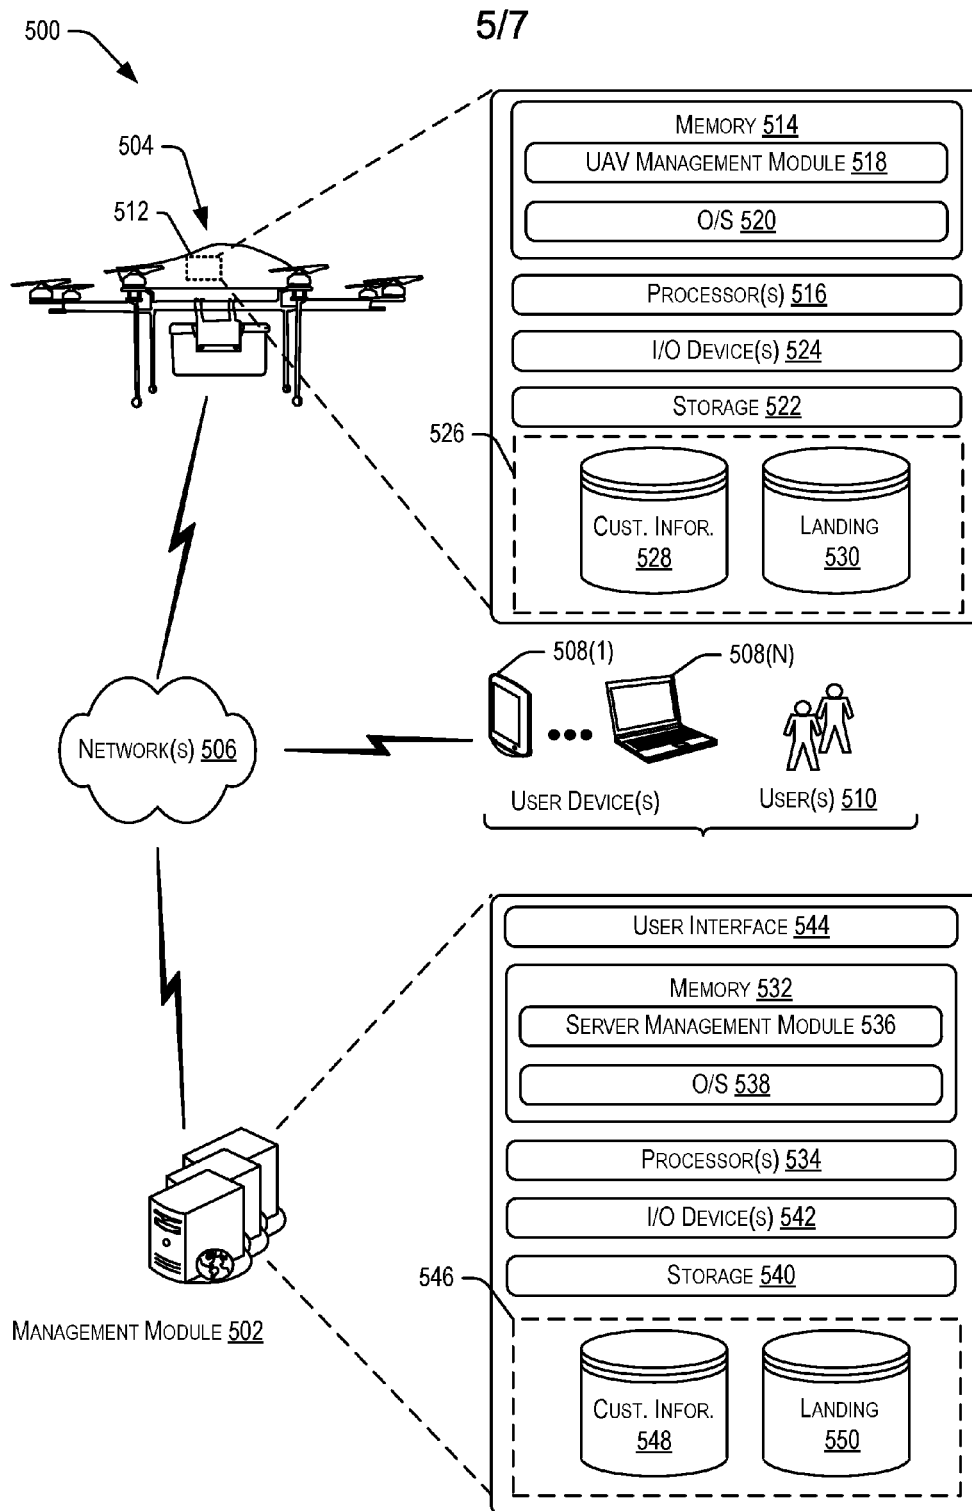 5/7
500
504
512
MEMORY 514
UAV MANAGEMENT MODULE 518
O/S 520
PROCESSOR(S) 516
I/O DEVICE(S) 524
STORAGE 522
526
CUST. INFOR.
528
LANDING
530
508(1)
508(N)
NETWORK(S) 506
USER DEVICE(S)
USER(S) 510
USER INTERFACE 544
MEMORY 532
SERVER MANAGEMENT MODULE 536
O/S 538
PROCESSOR(S) 534
I/O DEVICE(S) 542
STORAGE 540
546
MANAGEMENT MODULE 502
CUST. INFOR.
548
LANDING
550